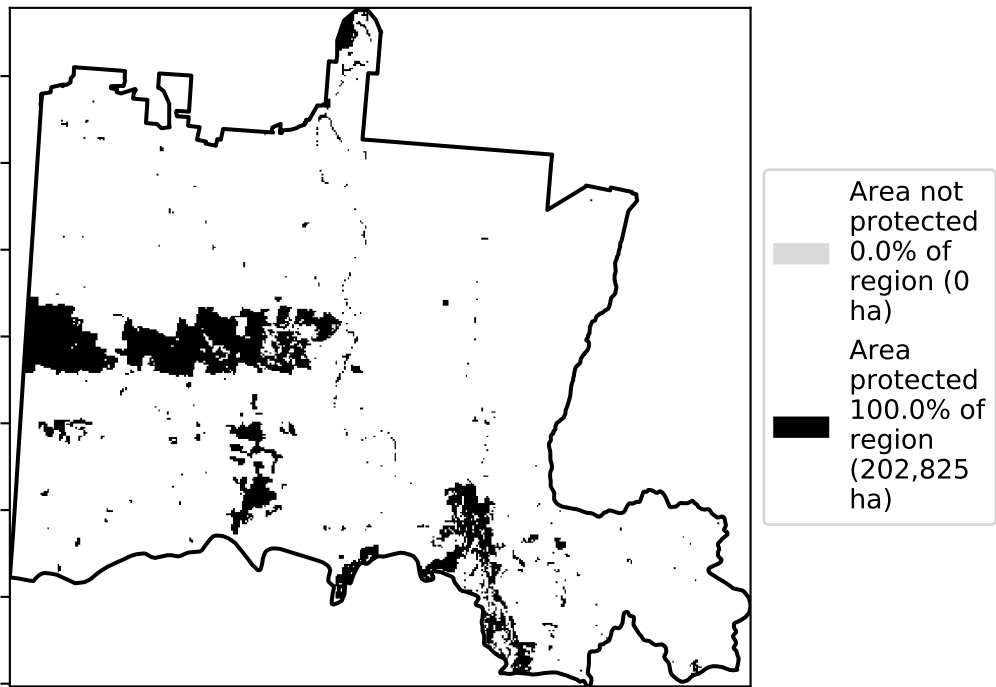 Area not
protected
0.0% of
region (0
ha)
Area
protected
100.0% of
region
(202,825
ha)